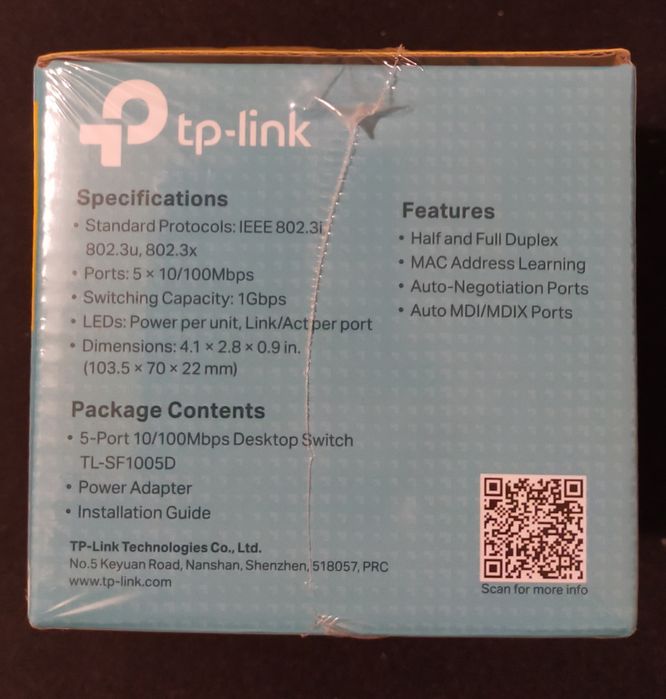 tp-link
Specifications
• Standard Protocols: IEEE 802.3i
802.3u, 802.3x
• Ports: 5 × 10/100Mbps
• Switching Capacity: 1Gbps
• LEDs: Power per unit, Link/Act per port
• Dimensions: 4.1 × 2.8 × 0.9 in.
(103.5 × 70 × 22 mm)
Package Contents
• 5-Port 10/100Mbps Desktop Switch
TL-SF1005D
• Power Adapter
• Installation Guide
TP-Link Technologies Co., Ltd.
No.5 Keyuan Road, Nanshan, Shenzhen, 518057, PRC
www.tp-link.com
Features
• Half and Full Duplex
• MAC Address Learning
• Auto-Negotiation Ports
• Auto MDI/MDIX Ports
Scan for more info